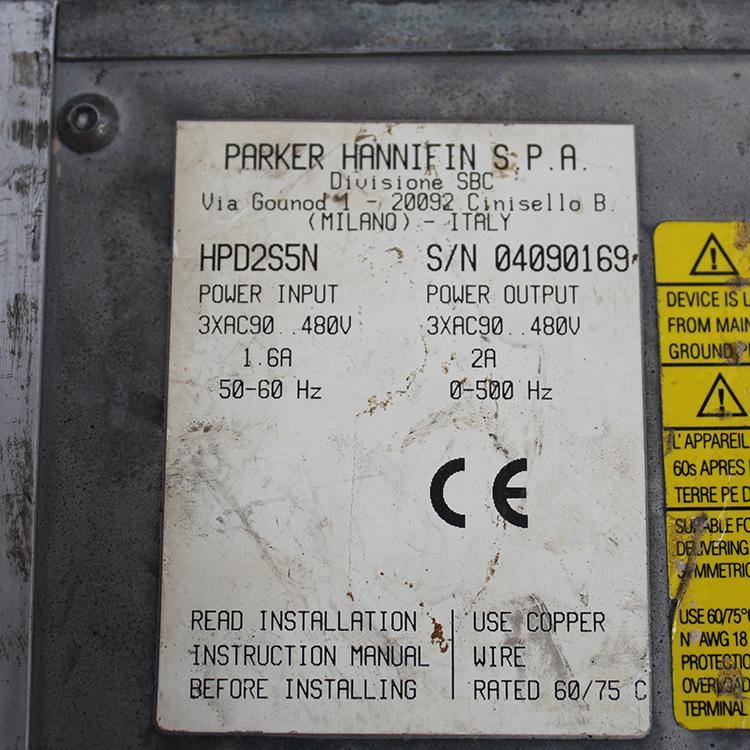 PARKER HANNIFIN S.P.A.
Divisione SBC
Via Gounod 1 - 20092 Cinisello B.
(MILANO) - ITALY
HPD2S5N S/N 04090169
POWER INPUT POWER OUTPUT
3XAC90..480V 3XAC90..480V
1.6A 2A
50-60 Hz 0-500 Hz
CE
READ INSTALLATION USE COPPER
INSTRUCTION MANUAL WIRE
BEFORE INSTALLING RATED 60/75 C
DEVICE IS
FROM MAIN
GROUND
L'APPAREIL
60s APRES
TERRE PE
SUITABLE
DELIVERING
SYMMETRIC
USE 60/75°
N° AWG 18
PROTECTIO
OVERLOAD
TERMINAL